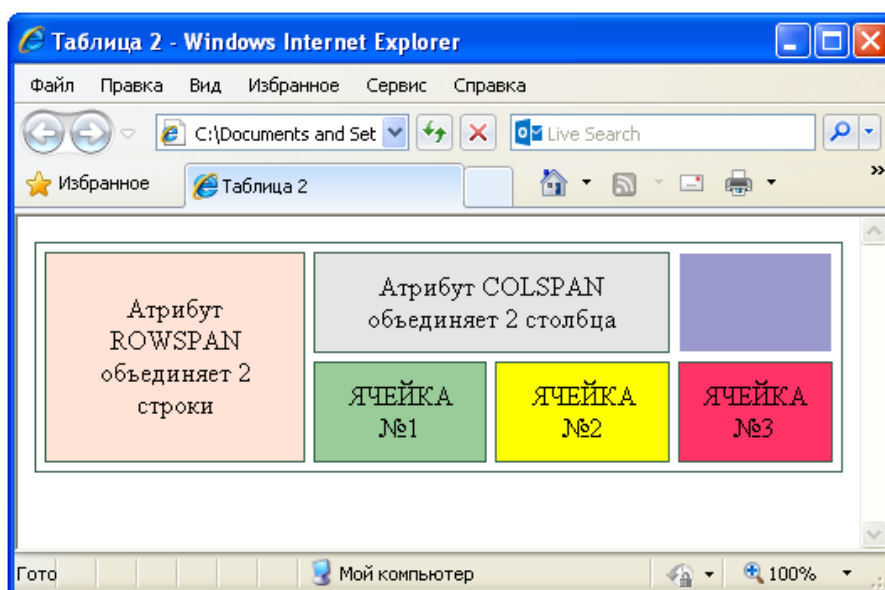 Таблица 2 - Windows Internet Explorer
Файл Правка Вид Избранное Сервис Справка
C:\Documents and Set
Live Search
Избранное
Таблица 2
»
Атрибут
ROWSPAN
объединяет 2
строки
Атрибут COLSPAN
объединяет 2 столбца
ЯЧЕЙКА
№1
ЯЧЕЙКА
№2
ЯЧЕЙКА
№3
Гото
Мой компьютер
100%